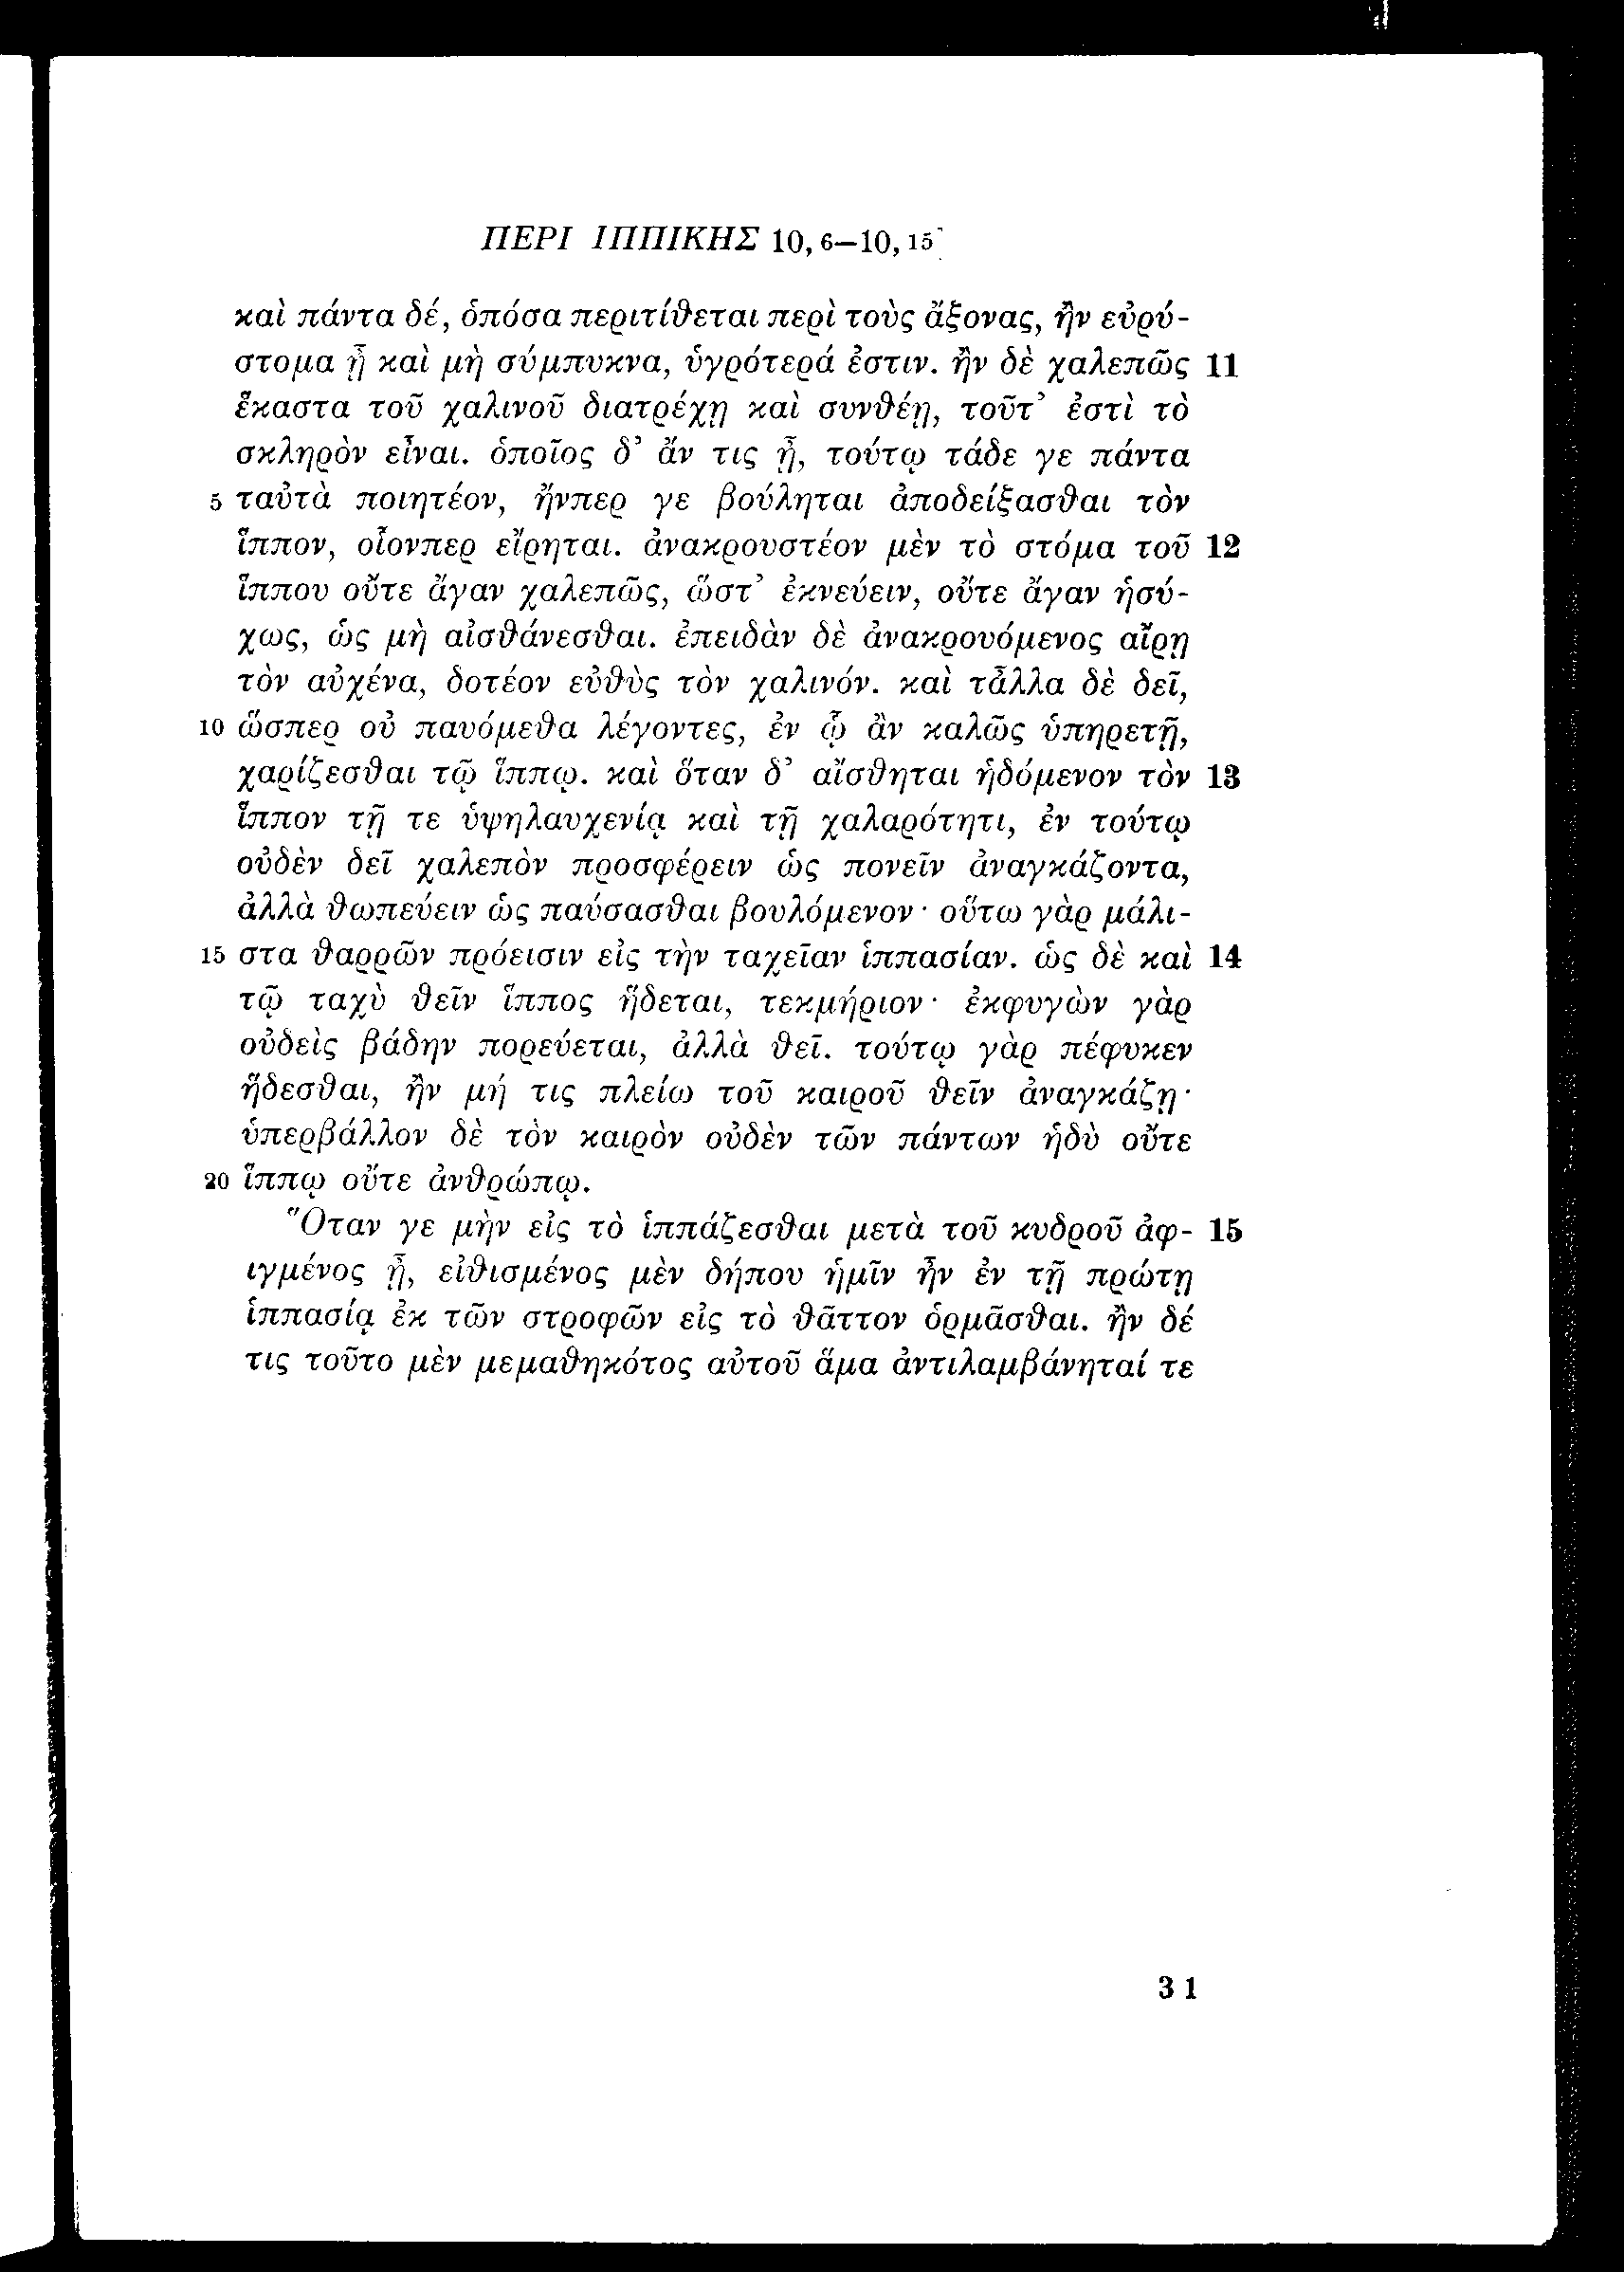 ΠΕΡΙ ΙΠΠΙΚΗΣ 10, 6—10, 15
καὶ πάντα δέ, ὁπόσα περιτίθεται περὶ τοὺς ἄξονας, ἢν εὐρύ-
στομα ᾖ καὶ μὴ σύμπυκνα, ὑγρότερά ἐστιν. ἢν δὲ χαλεπῶς 11
ἕκαστα τοῦ χαλινοῦ διατρέχῃ καὶ συνθέῃ, τοῦτ’ ἐστὶ τὸ
σκληρὸν εἶναι. ὁποῖος δ’ ἄν τις ᾖ, τούτῳ τάδε γε πάντα
5 ταὐτὰ ποιητέον, ἤνπερ γε βούληται ἀποδείξασθαι τὸν
ἵππον, οἷονπερ εἴρηται. ἀνακρουστέον μὲν τὸ στόμα τοῦ 12
ἵππου οὔτε ἄγαν χαλεπῶς, ὥστ’ ἐκνεύειν, οὔτε ἄγαν ἡσύ-
χως, ὡς μὴ αἰσθάνεσθαι. ἐπειδὰν δὲ ἀνακρουόμενος αἴρῃ
τὸν αὐχένα, δοτέον εὐθὺς τὸν χαλινόν. καὶ τἆλλα δὲ δεῖ,
10 ὥσπερ οὐ παυόμεθα λέγοντες, ἐν ᾧ ἂν καλῶς ὑπηρετῇ,
χαρίζεσθαι τῷ ἵππῳ. καὶ ὅταν δ’ αἴσθηται ἡδόμενον τὸν 13
ἵππον τῇ τε ὑψηλαυχενίᾳ καὶ τῇ χαλαρότητι, ἐν τούτῳ
οὐδὲν δεῖ χαλεπὸν προσφέρειν ὡς πονεῖν ἀναγκάζοντα,
ἀλλὰ θωπεύειν ὡς παύσασθαι βουλόμενον· οὕτω γὰρ μάλι-
15 στα θαρρῶν πρόεισιν εἰς τὴν ταχεῖαν ἱππασίαν. ὡς δὲ καὶ 14
τῷ ταχὺ θεῖν ἵππος ἥδεται, τεκμήριον· ἐκφυγὼν γὰρ
οὐδεὶς βάδην πορεύεται, ἀλλὰ θεῖ. τούτῳ γὰρ πέφυκεν
ἥδεσθαι, ἢν μή τις πλείω τοῦ καιροῦ θεῖν ἀναγκάζῃ·
ὑπερβάλλον δὲ τὸν καιρὸν οὐδὲν τῶν πάντων ἡδὺ οὔτε
20 ἵππῳ οὔτε ἀνθρώπῳ.
Ὅταν γε μὴν εἰς τὸ ἱππάζεσθαι μετὰ τοῦ κυδροῦ ἀφ- 15
ιγμένος ᾖ, εἰθισμένος μὲν δήπου ἡμῖν ἦν ἐν τῇ πρώτῃ
ἱππασίᾳ ἐκ τῶν στροφῶν εἰς τὸ θᾶττον ὁρμᾶσθαι. ἢν δέ
τις τοῦτο μὲν μεμαθηκότος αὐτοῦ ἅμα ἀντιλαμβάνηταί τε
31